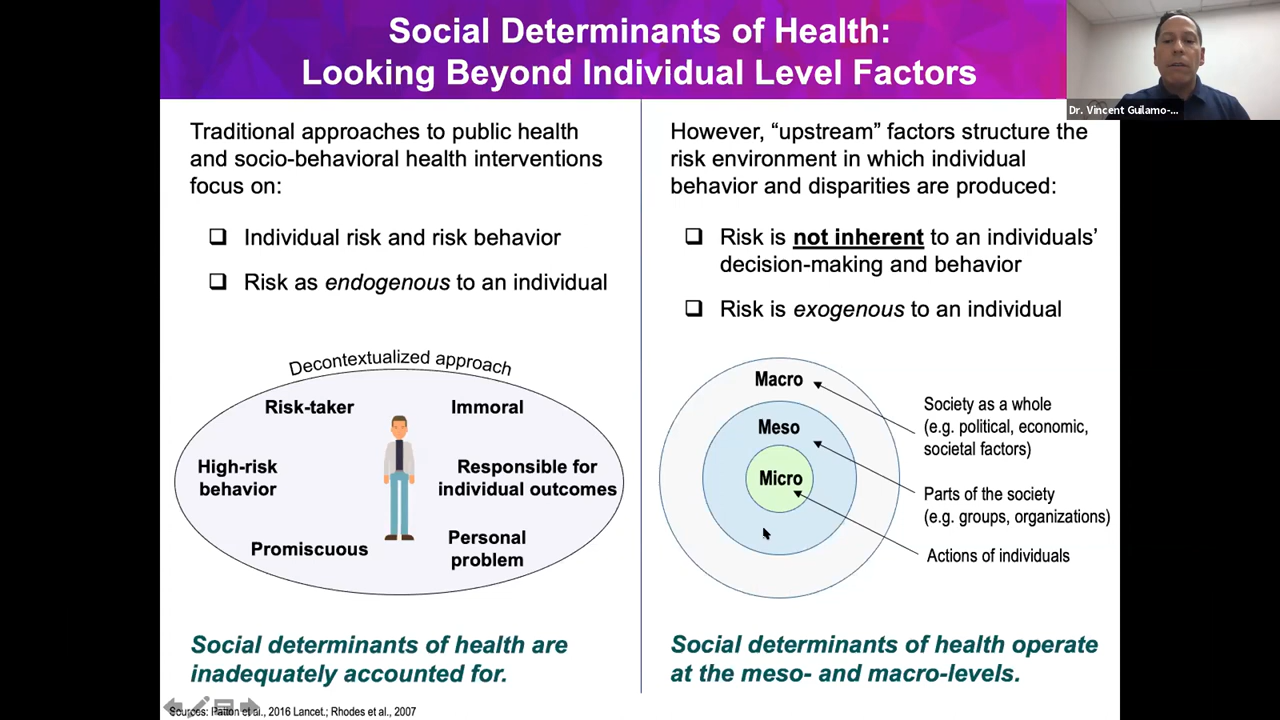 Social Determinants of Health:
Looking Beyond Individual Level Factors
Dr. Vincent Guilamo-...
Traditional approaches to public health
and socio-behavioral health interventions
focus on:
❑ Individual risk and risk behavior
❑ Risk as endogenous to an individual
Decontextualized approach
Risk-taker
Immoral
High-risk
behavior
Responsible for
individual outcomes
Promiscuous
Personal
problem
Social determinants of health are
inadequately accounted for.
However, “upstream” factors structure the
risk environment in which individual
behavior and disparities are produced:
❑ Risk is not inherent to an individuals’
decision-making and behavior
❑ Risk is exogenous to an individual
Macro
Meso
Micro
Society as a whole
(e.g. political, economic,
societal factors)
Parts of the society
(e.g. groups, organizations)
Actions of individuals
Social determinants of health operate
at the meso- and macro-levels.
Sources: Patton et al., 2016 Lancet.; Rhodes et al., 2007